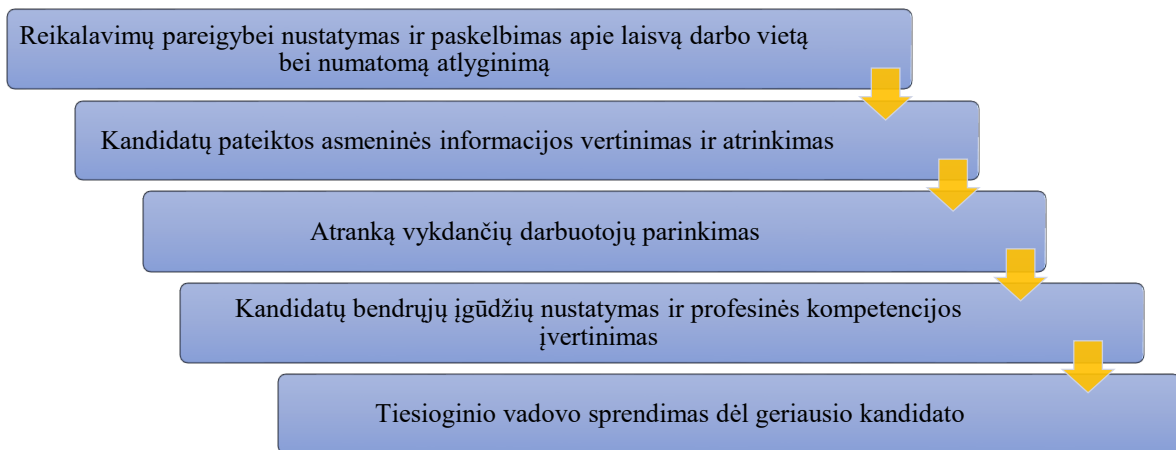 Reikalavimų pareigybei nustatymas ir paskelbimas apie laisvą darbo vietą
bei numatomą atlyginimą
Kandidatų pateiktos asmeninės informacijos vertinimas ir atrinkimas
Atranką vykdančių darbuotojų parinkimas
Kandidatų bendrųjų įgūdžių nustatymas ir profesinės kompetencijos
įvertinimas
Tiesioginio vadovo sprendimas dėl geriausio kandidato